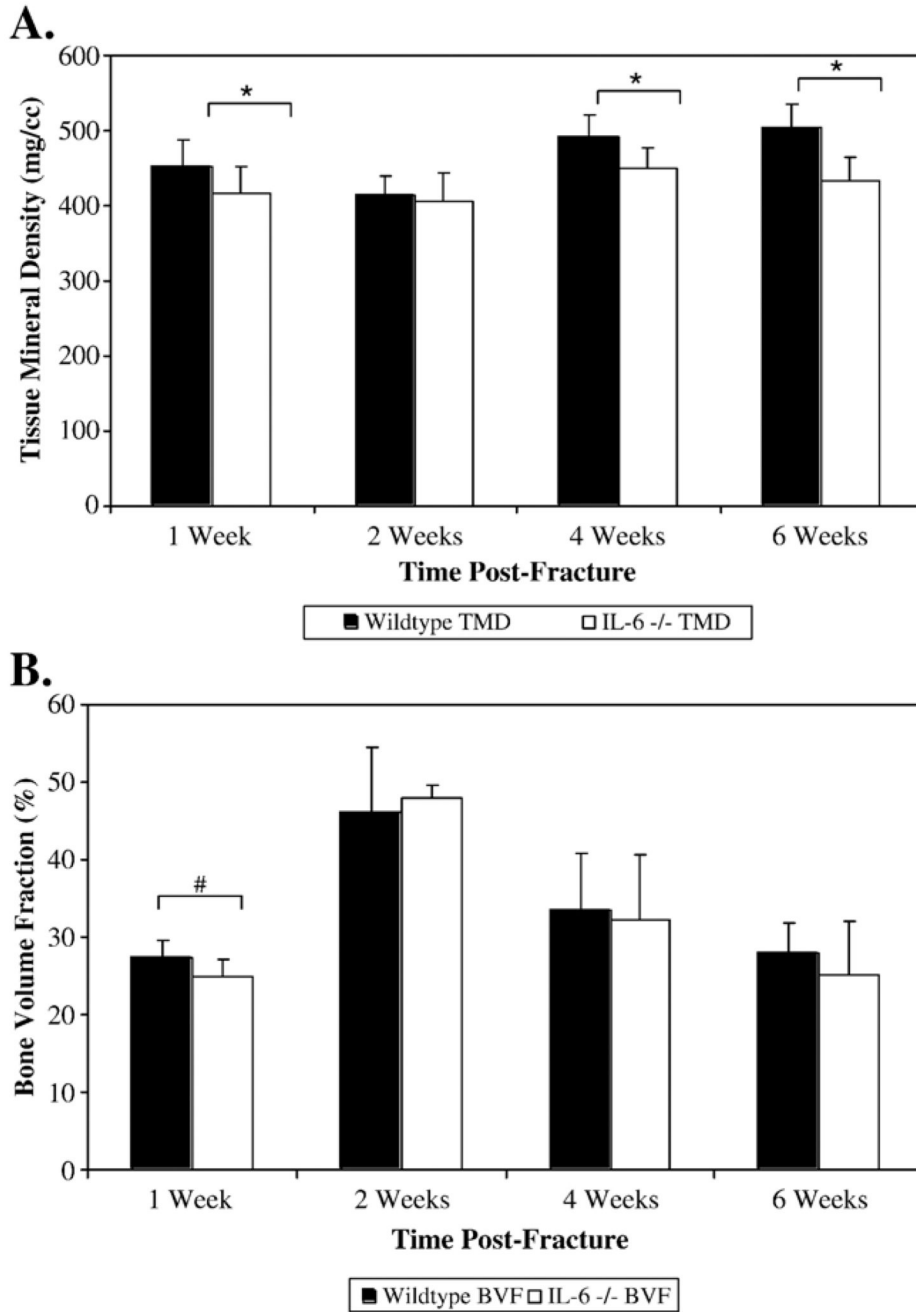 A.
Tissue Mineral Density (mg/cc)
600
500
400
300
200
100
0
*
*
*
1 Week 2 Weeks 4 Weeks 6 Weeks
Time Post-Fracture
Wildtype TMD IL-6 -/- TMD
B.
Bone Volume Fraction (%)
60
50
40
30
20
10
0
#
1 Week 2 Weeks 4 Weeks 6 Weeks
Time Post-Fracture
Wildtype BVF IL-6 -/- BVF